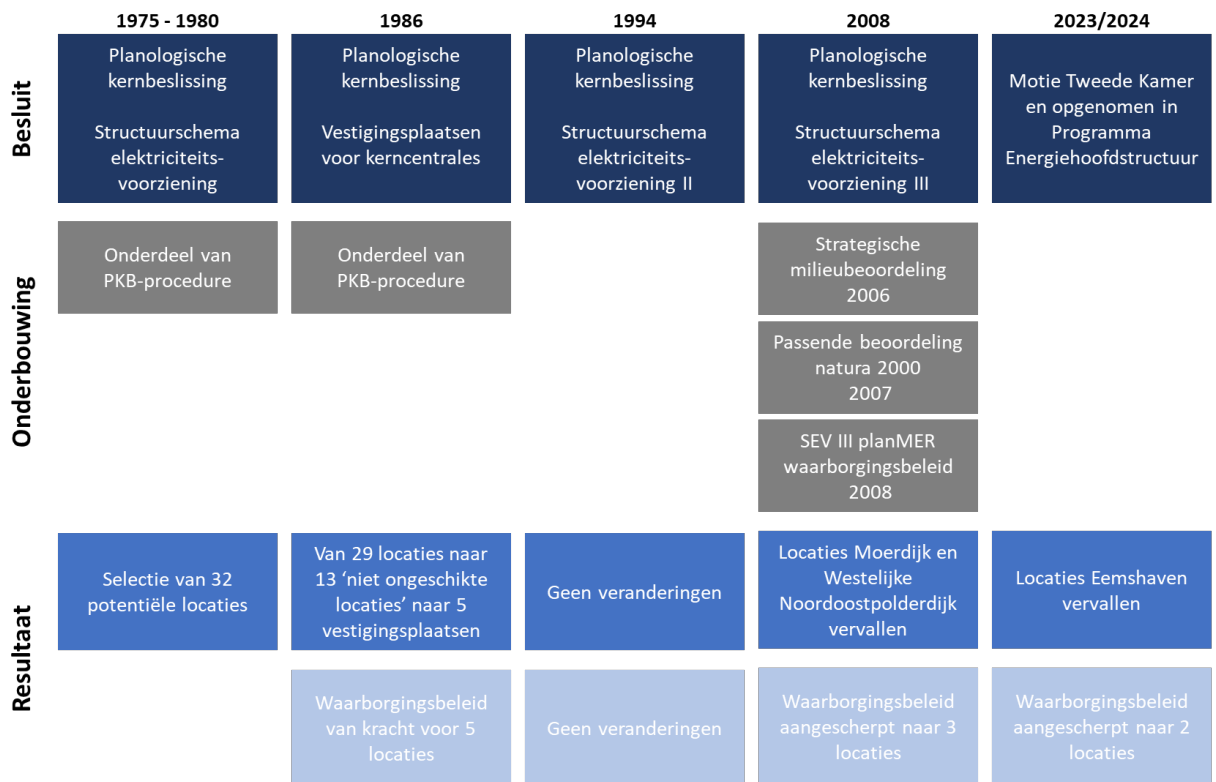 1975 - 1980
1986
1994
2008
2023/2024
Besluit
Planologische
kernbeslissing
Structuurschema
elektriciteits-
voorziening
Planologische
kernbeslissing
Vestigingsplaatsen
voor kerncentrales
Planologische
kernbeslissing
Structuurschema
elektriciteits-
voorziening II
Planologische
kernbeslissing
Structuurschema
elektriciteits-
voorziening III
Motie Tweede Kamer
en opgenomen in
Programma
Energiehoofdstructuur
Onderbouwing
Onderdeel van
PKB-procedure
Onderdeel van
PKB-procedure
Strategische
milieubeoordeling
2006
Passende beoordeling
natura 2000
2007
SEV III planMER
waarborgingsbeleid
2008
Resultaat
Selectie van 32
potentiële locaties
Van 29 locaties naar
13 ‘niet ongeschikte
locaties’ naar 5
vestigingsplaatsen
Geen veranderingen
Locaties Moerdijk en
Westelijke
Noordoostpolderdijk
vervallen
Locaties Eemshaven
vervallen
Waarborgingsbeleid
van kracht voor 5
locaties
Geen veranderingen
Waarborgingsbeleid
aangescherpt naar 3
locaties
Waarborgingsbeleid
aangescherpt naar 2
locaties